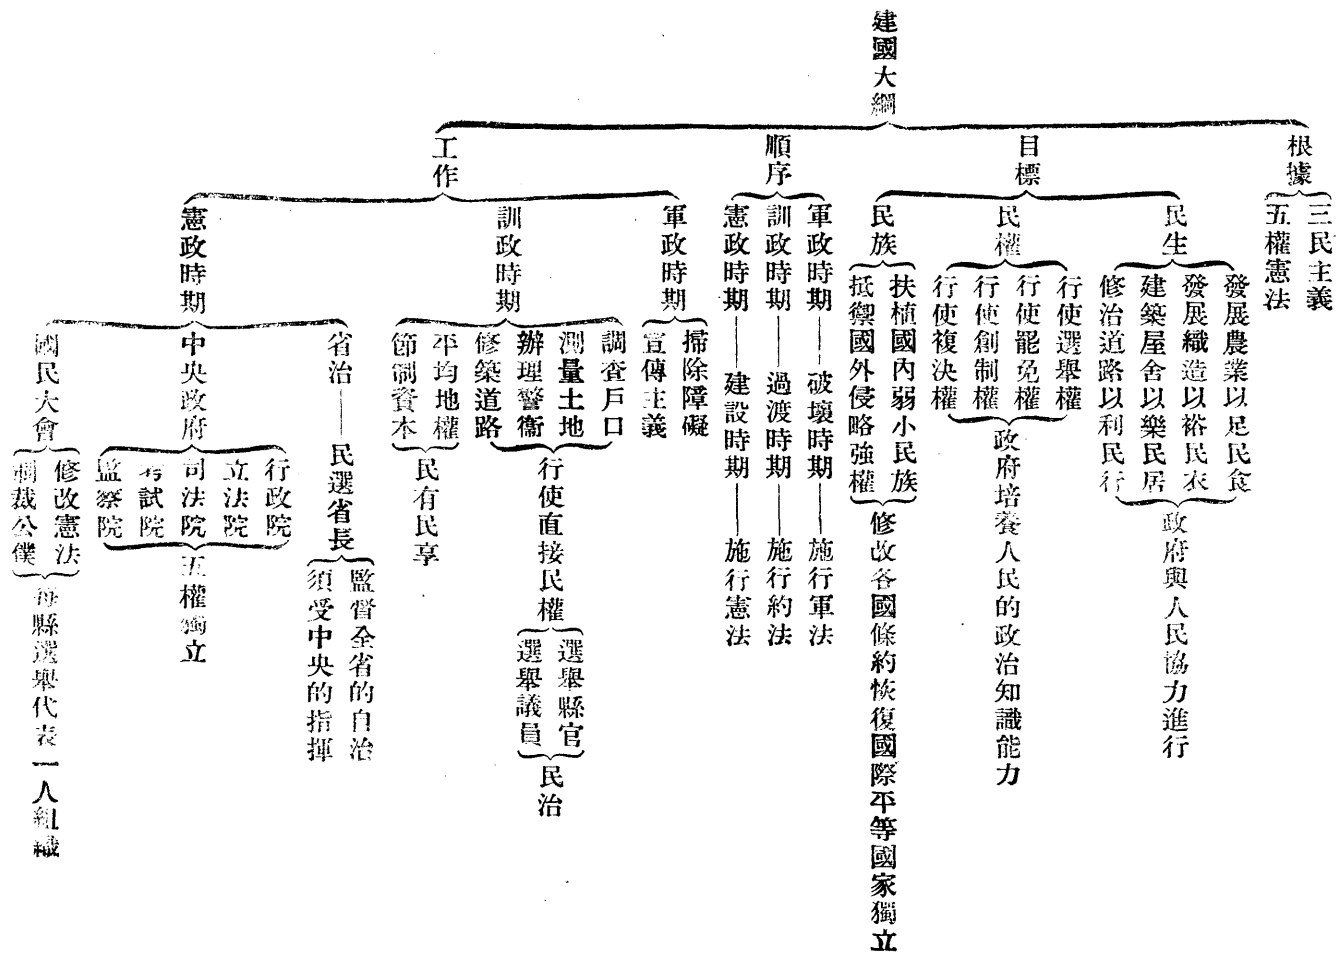 建國大綱
根據
三民主義
五權憲法
目標
民生
發展農業以足民食
發展織造以裕民衣
建築屋舍以樂民居
修治道路以利民行
政府與人民協力進行
民權
行使選舉權
行使罷免權
行使創制權
行使複決權
政府培養人民的政治知識能力
民族
扶植國內弱小民族
抵禦國外侵略強權
修改各國條約恢復國際平等國家獨立
順序
軍政時期——破壞時期——施行軍法
訓政時期——過渡時期——施行約法
憲政時期——建設時期——施行憲法
工作
軍政時期
掃除障礙
宣傳主義
訓政時期
調查戶口
測量土地
辦理警衞
修築道路
行使直接民權
選舉縣官
選舉議員
民治
平均地權
節制資本
民有民享
憲政時期
省治——民選省長
監督全省的自治
須受中央的指揮
中央政府
行政院
立法院
司法院
考試院
監察院
五權獨立
國民大會
修改憲法
制裁公僕
每縣選舉代表一人組織